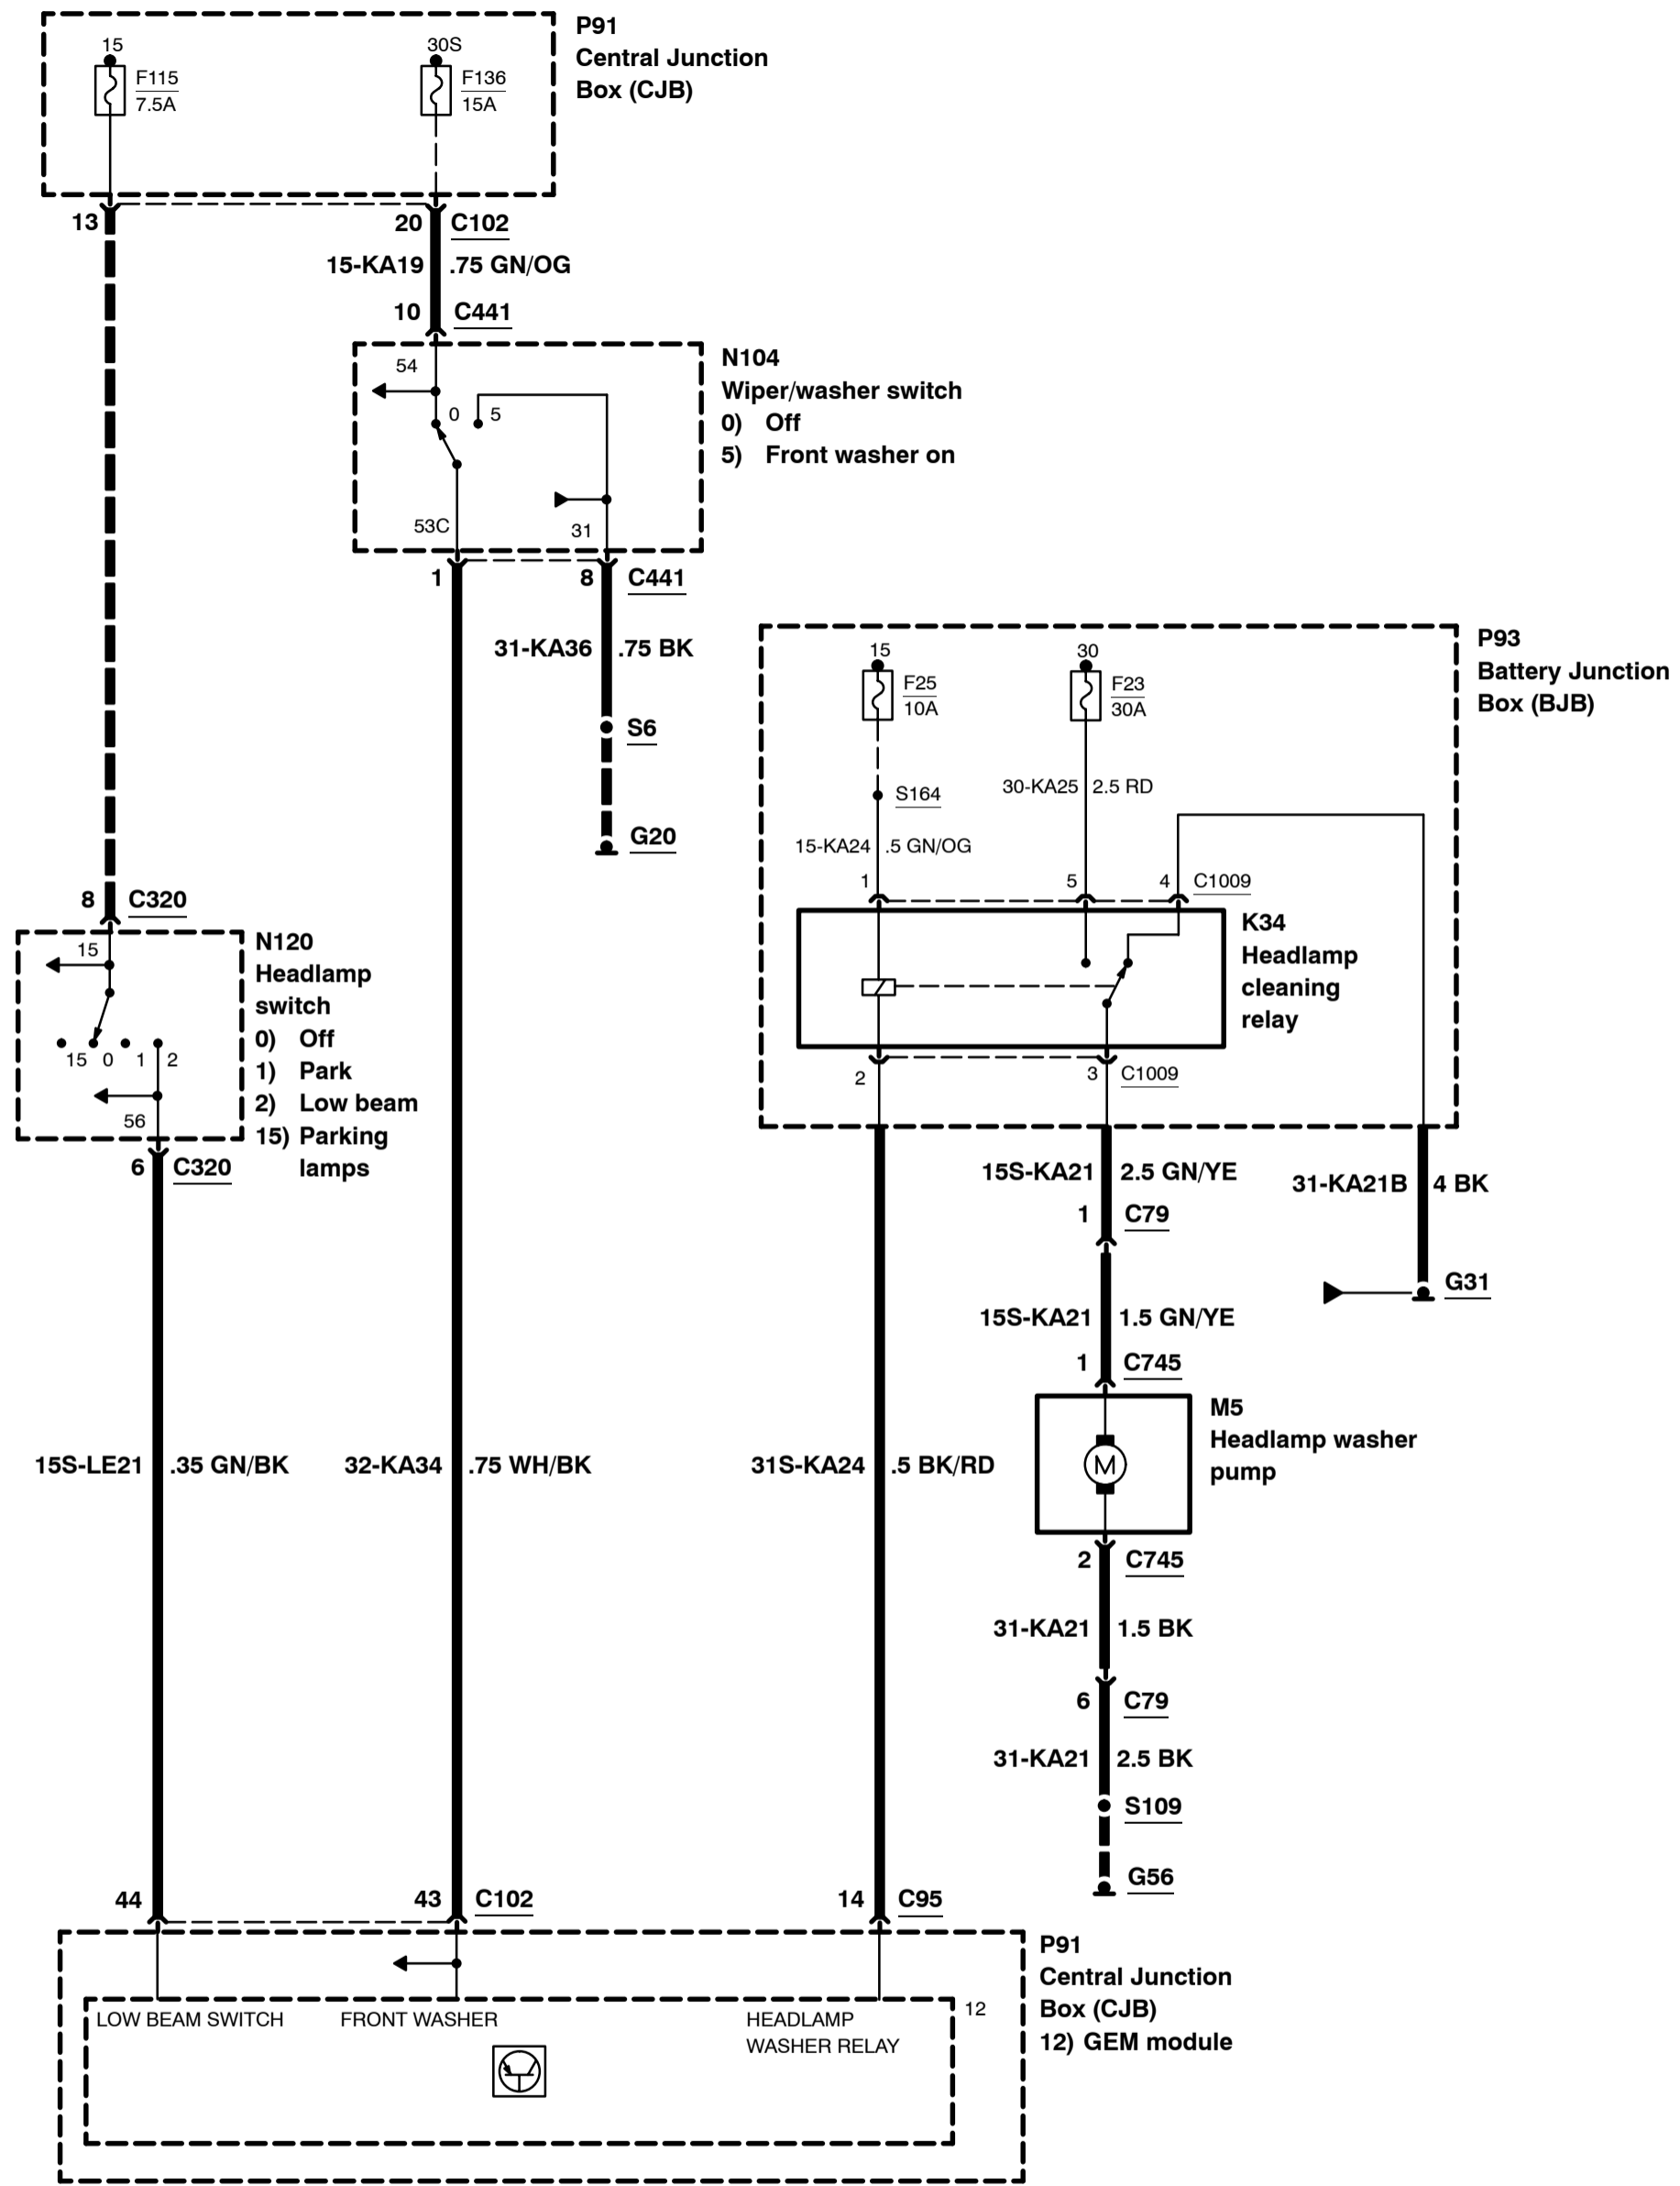 P91
Central Junction
Box (CJB)
15
F115
7.5A
30S
F136
15A
13
20 C102
15-KA19 .75 GN/OG
10 C441
N104
Wiper/washer switch
0) Off
5) Front washer on
54
0 5
53C
31
1
8 C441
31-KA36 .75 BK
S6
G20
P93
Battery Junction
Box (BJB)
15
F25
10A
30
F23
30A
S164
30-KA25 2.5 RD
15-KA24 .5 GN/OG
1
5
4 C1009
K34
Headlamp
cleaning
relay
2
3 C1009
8 C320
N120
Headlamp
switch
0) Off
1) Park
2) Low beam
15) Parking
lamps
15
15 0 1 2
56
6 C320
15S-KA21 2.5 GN/YE
1 C79
31-KA21B 4 BK
G31
15S-KA21 1.5 GN/YE
1 C745
M5
Headlamp washer
pump
M
15S-LE21 .35 GN/BK
32-KA34 .75 WH/BK
31S-KA24 .5 BK/RD
2 C745
31-KA21 1.5 BK
6 C79
31-KA21 2.5 BK
S109
G56
44
43 C102
14 C95
P91
Central Junction
Box (CJB)
12) GEM module
12
LOW BEAM SWITCH
FRONT WASHER
HEADLAMP
WASHER RELAY